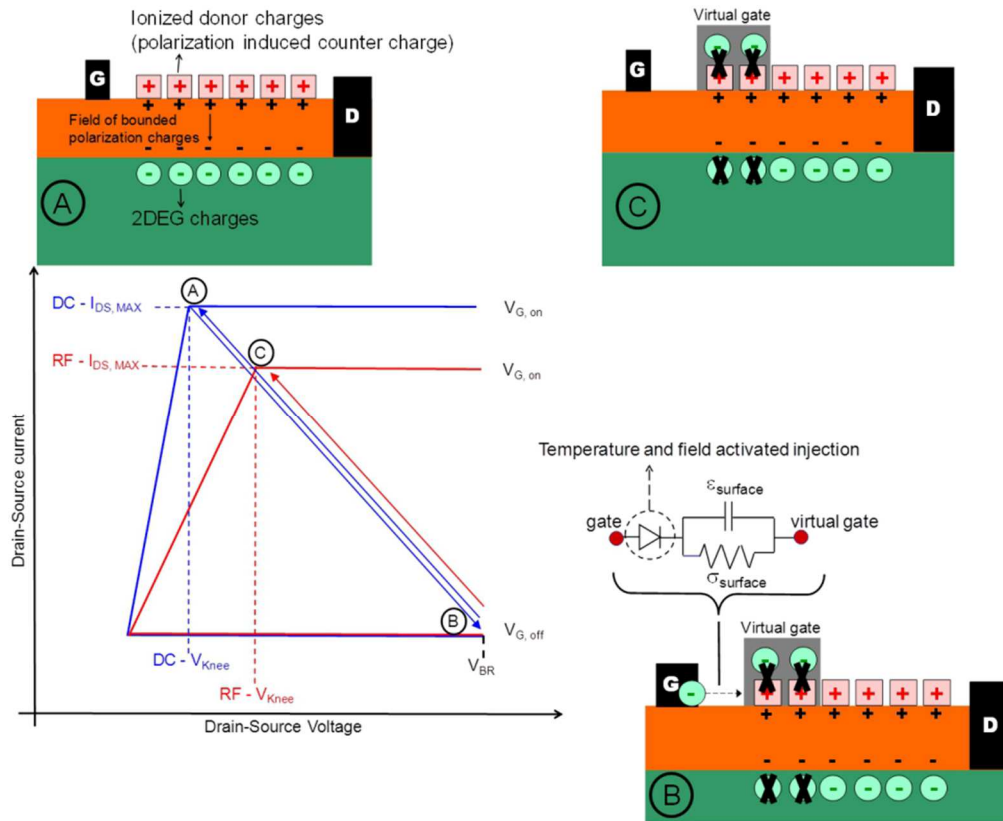 Ionized donor charges
(polarization induced counter charge)
G
+ + + + + +
+ + + + + +
D
Field of bounded
polarization charges
- - - - - -
- - - - - -
A
2DEG charges
Virtual gate
- -
G
+ + + + + +
+ + + + + +
D
- - - - - -
- - - -
C
DC - I_DS, MAX
A
V_G, on
RF - I_DS, MAX
C
V_G, on
Drain-Source current
B
V_G, off
V_BR
DC - V_Knee
RF - V_Knee
Drain-Source Voltage
Temperature and field activated injection
ε_surface
gate
virtual gate
σ_surface
Virtual gate
- -
G
-
+ + + + + +
+ + + + + +
D
- - - - - -
- - - -
B